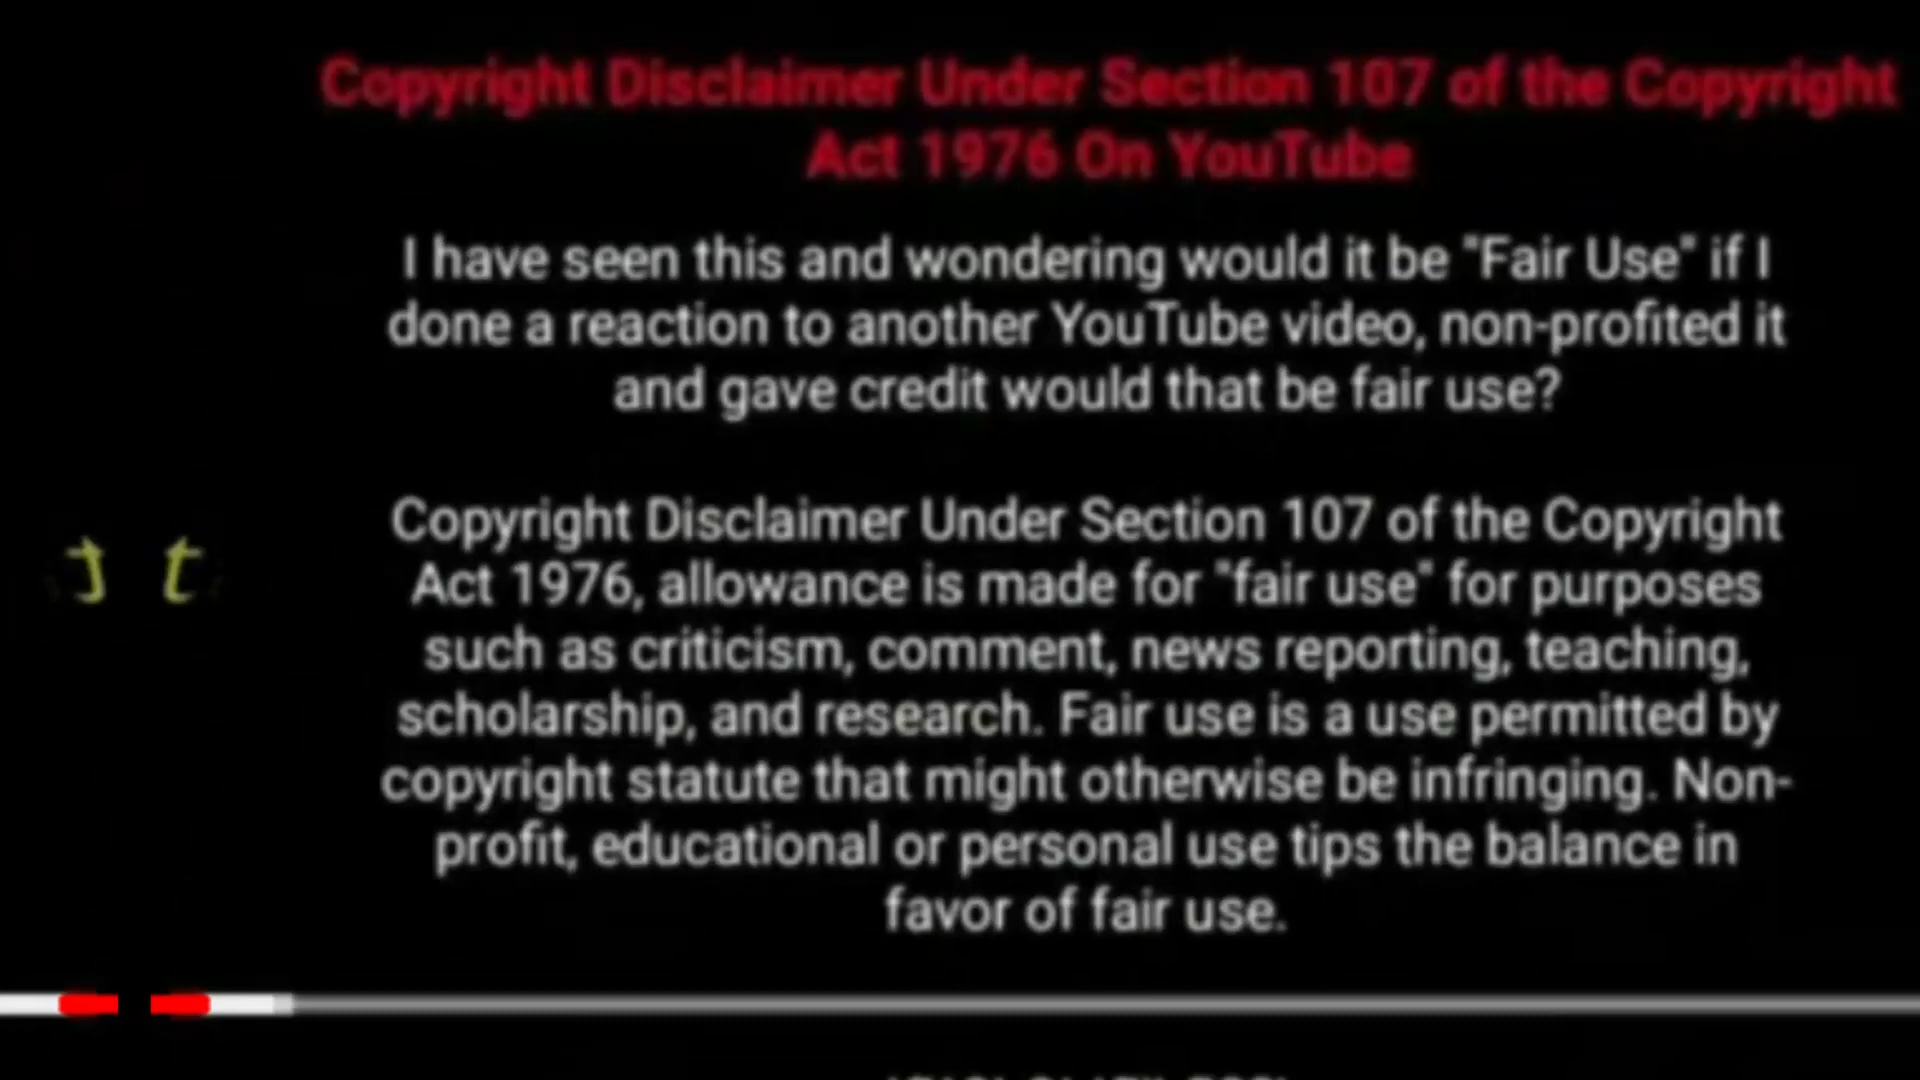 Copyright Disclaimer Under Section 107 of the Copyright
Act 1976 On YouTube
I have seen this and wondering would it be "Fair Use" if I
done a reaction to another YouTube video, non-profited it
and gave credit would that be fair use?
Copyright Disclaimer Under Section 107 of the Copyright
Act 1976, allowance is made for "fair use" for purposes
such as criticism, comment, news reporting, teaching,
scholarship, and research. Fair use is a use permitted by
copyright statute that might otherwise be infringing. Non-
profit, educational or personal use tips the balance in
favor of fair use.